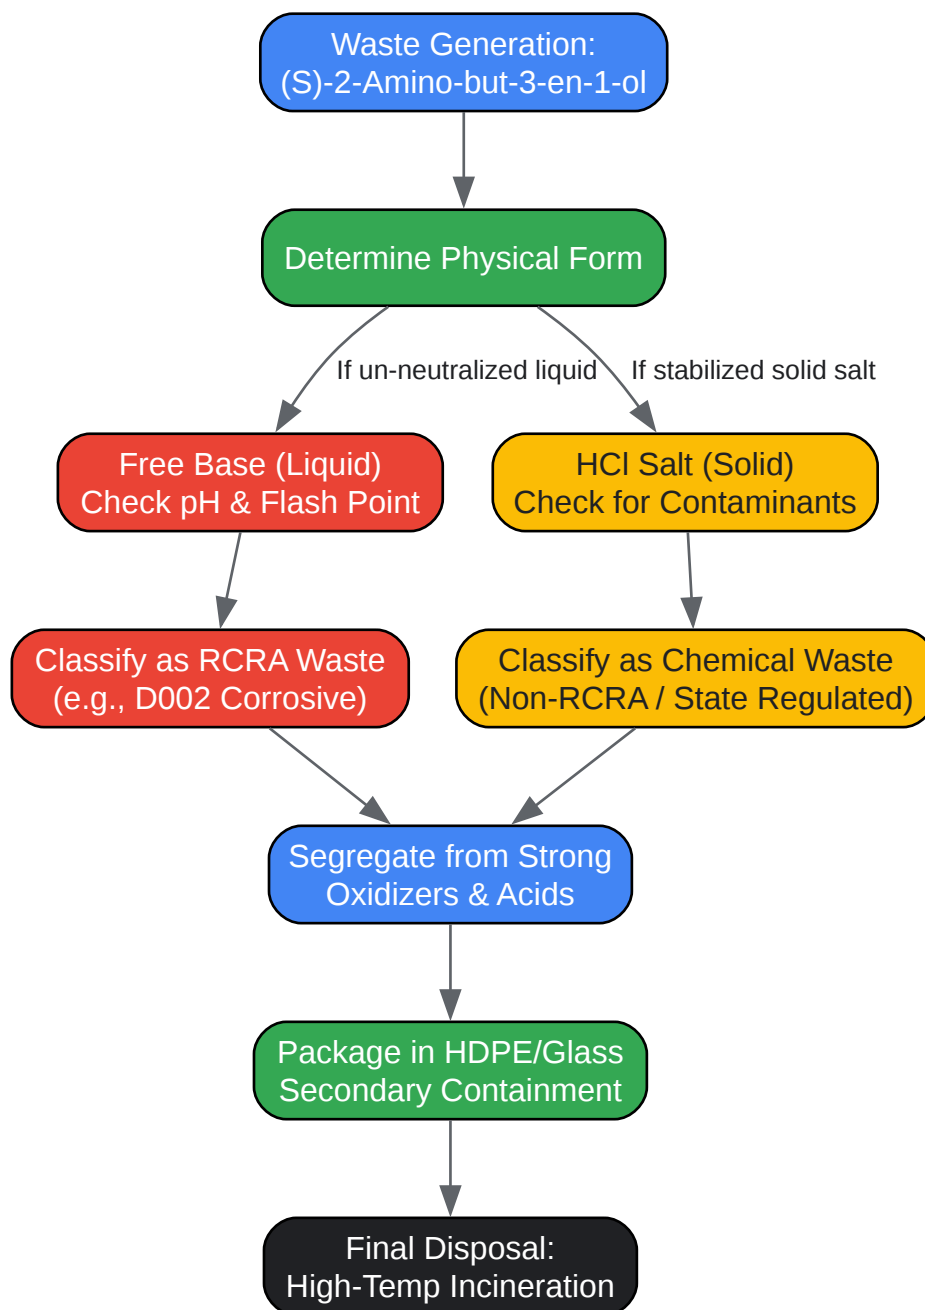 Waste Generation:
(S)-2-Amino-but-3-en-1-ol
Determine Physical Form
If un-neutralized liquid
If stabilized solid salt
Free Base (Liquid)
Check pH & Flash Point
HCl Salt (Solid)
Check for Contaminants
Classify as RCRA Waste
(e.g., D002 Corrosive)
Classify as Chemical Waste
(Non-RCRA / State Regulated)
Segregate from Strong
Oxidizers & Acids
Package in HDPE/Glass
Secondary Containment
Final Disposal:
High-Temp Incineration